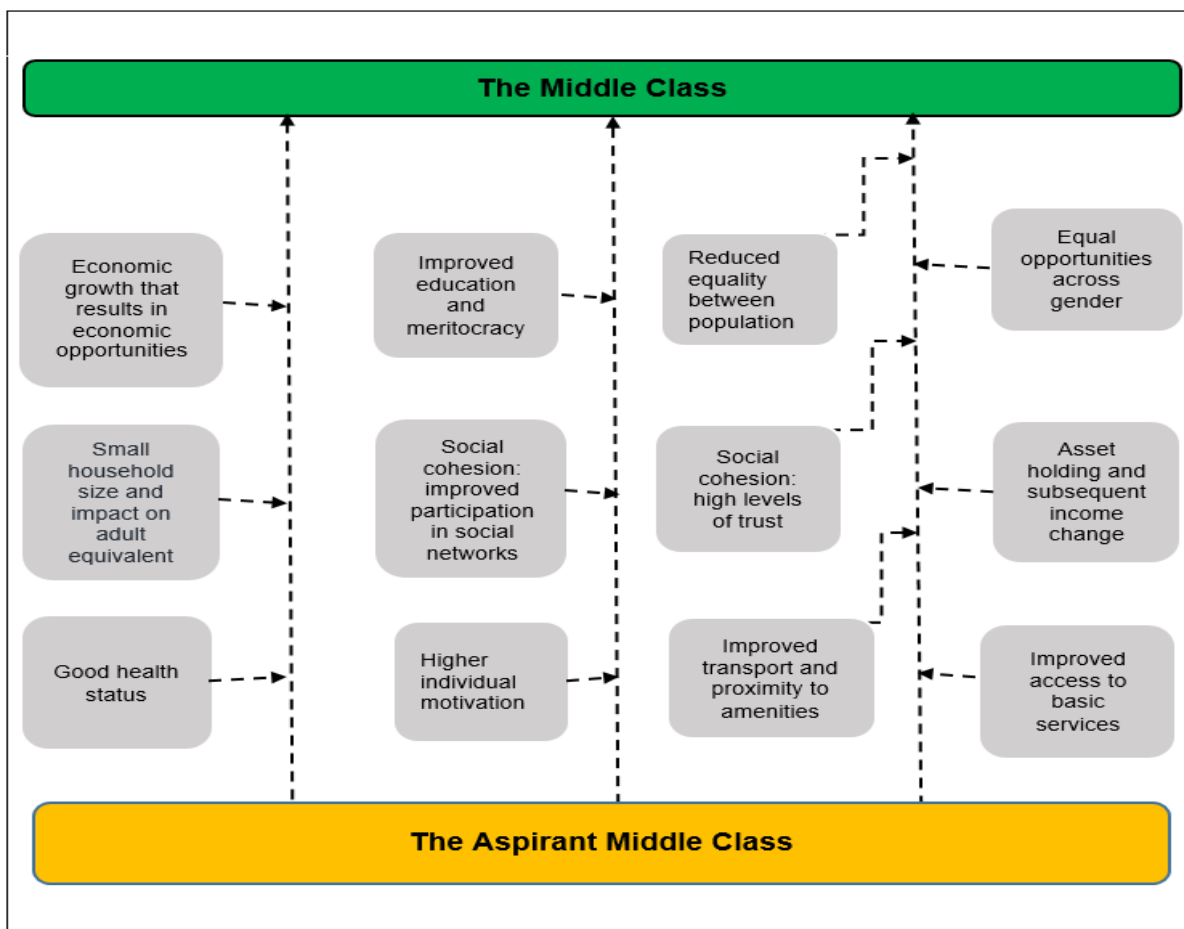 The Middle Class
Economic
growth that
results in
economic
opportunities
Improved
education
and
meritocracy
Reduced
equality
between
population
Equal
opportunities
across
gender
Small
household
size and
impact on
adult
equivalent
Social
cohesion:
improved
participation
in social
networks
Social
cohesion:
high levels
of trust
Asset
holding and
subsequent
income
change
Good health
status
Higher
individual
motivation
Improved
transport and
proximity to
amenities
Improved
access to
basic
services
The Aspirant Middle Class